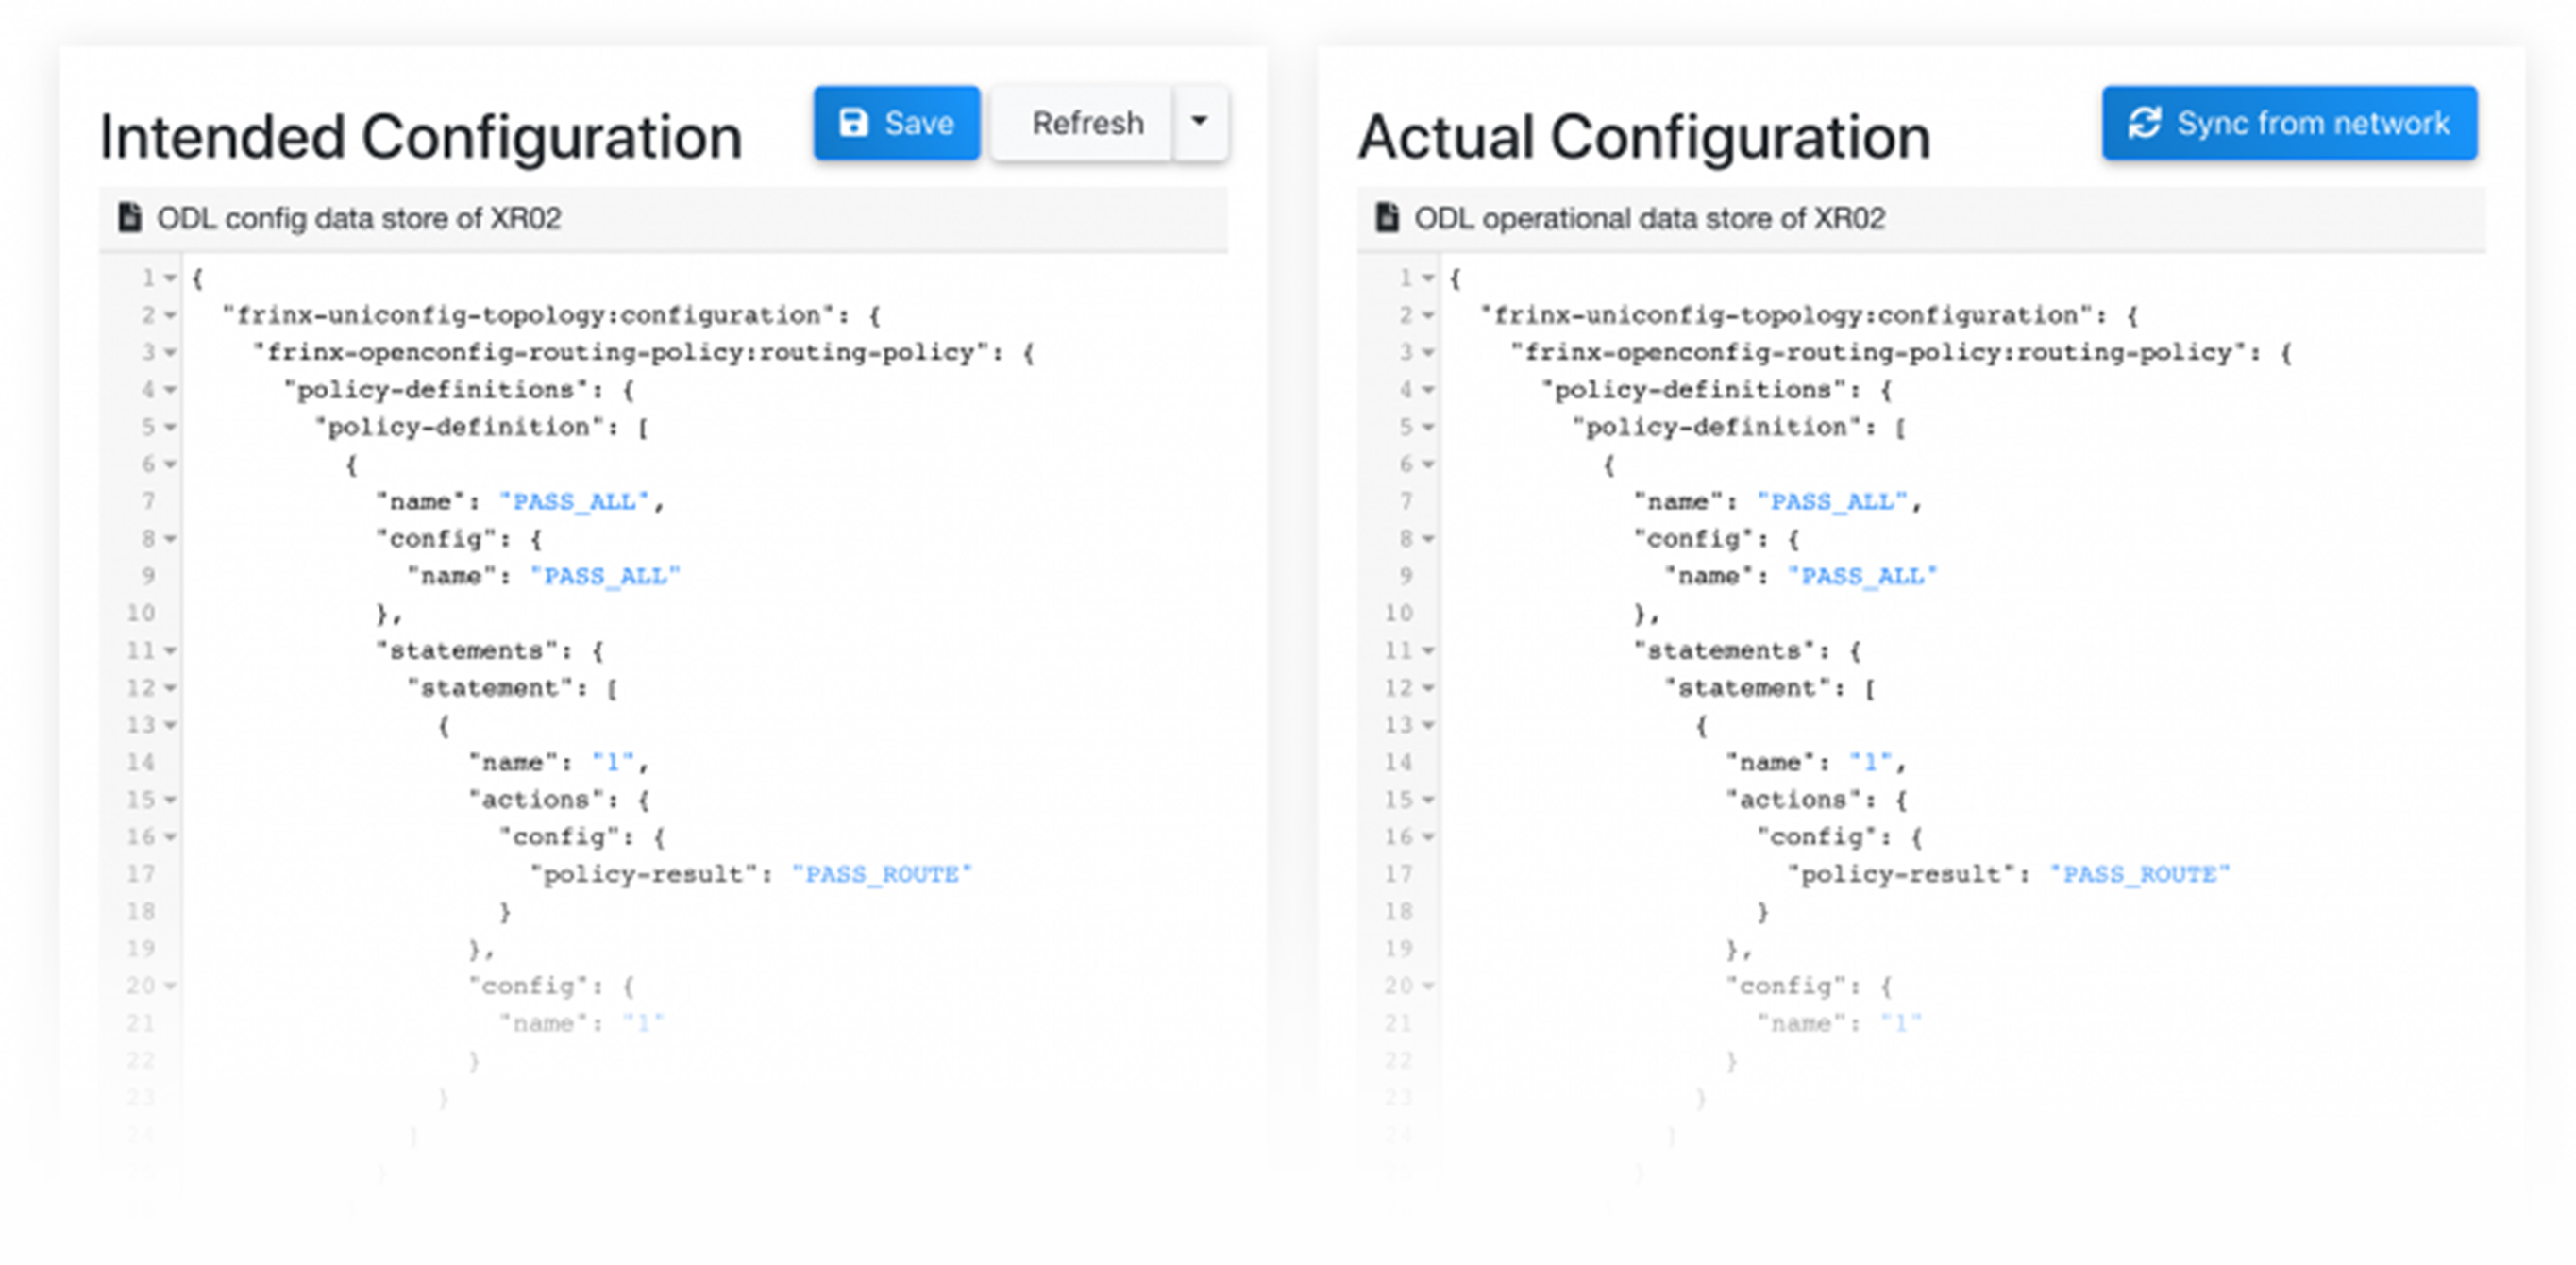 Intended Configuration
Save
Refresh
ODL config data store of XR02
1 {
2 "frinx-uniconfig-topology:configuration": {
3 "frinx-openconfig-routing-policy:routing-policy": {
4 "policy-definitions": {
5 "policy-definition": [
6 {
7 "name": "PASS_ALL",
8 "config": {
9 "name": "PASS_ALL"
10 },
11 "statements": {
12 "statement": [
13 {
14 "name": "1",
15 "actions": {
16 "config": {
17 "policy-result": "PASS_ROUTE"
18 }
19 },
20 "config": {
21 "name": "1"
22 }
23 }
24 ]
}
Actual Configuration
Sync from network
ODL operational data store of XR02
1 {
2 "frinx-uniconfig-topology:configuration": {
3 "frinx-openconfig-routing-policy:routing-policy": {
4 "policy-definitions": {
5 "policy-definition": [
6 {
7 "name": "PASS_ALL",
8 "config": {
9 "name": "PASS_ALL"
10 },
11 "statements": {
12 "statement": [
13 {
14 "name": "1",
15 "actions": {
16 "config": {
17 "policy-result": "PASS_ROUTE"
18 }
19 },
20 "config": {
21 "name": "1"
22 }
23 }
24 ]
}